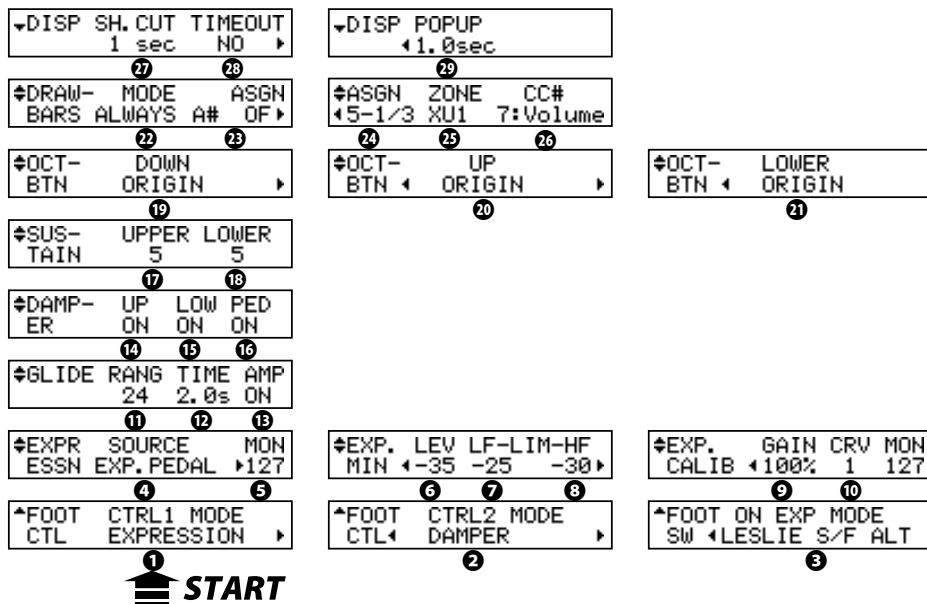 DISP SH.CUT TIMEOUT
1 sec NO
27 28
DISP POPUP
1.0sec
29
DRAW- MODE ASGN
BARS ALWAYS A# OF
22 23
ASGN ZONE CC#
5-1/3 XU1 7:Volume
24 25 26
OCT- DOWN
BTN ORIGIN
19
OCT- UP
BTN ORIGIN
20
OCT- LOWER
BTN ORIGIN
21
SUS- UPPER LOWER
TAIN 5 5
17 18
DAMP- UP LOW PED
ER ON ON ON
14 15 16
GLIDE RANG TIME AMP
24 2.0s ON
11 12 13
EXPR SOURCE MON
ESSN EXP.PEDAL 127
4 5
EXP. LEV LF-LIM-HF
MIN -35 -25 -30
6 7 8
EXP. GAIN CRV MON
CALIB 100% 1 127
9 10
FOOT CTRL1 MODE
CTL EXPRESSION
1
FOOT CTRL2 MODE
CTL DAMPER
2
FOOT ON EXP MODE
SW LESLIE S/F ALT
3
START